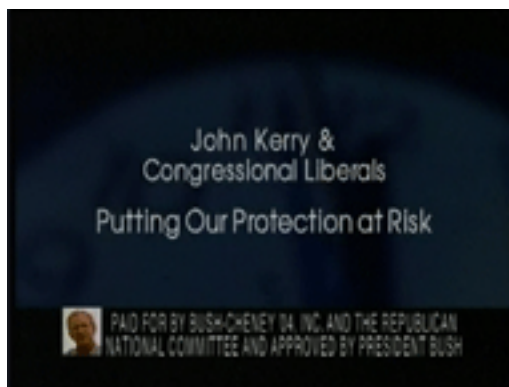 John Kerry &
Congressional Liberals
Putting Our Protection at Risk
PAID FOR BY BUSH-CHENEY '04, INC. AND THE REPUBLICAN
NATIONAL COMMITTEE AND APPROVED BY PRESIDENT BUSH